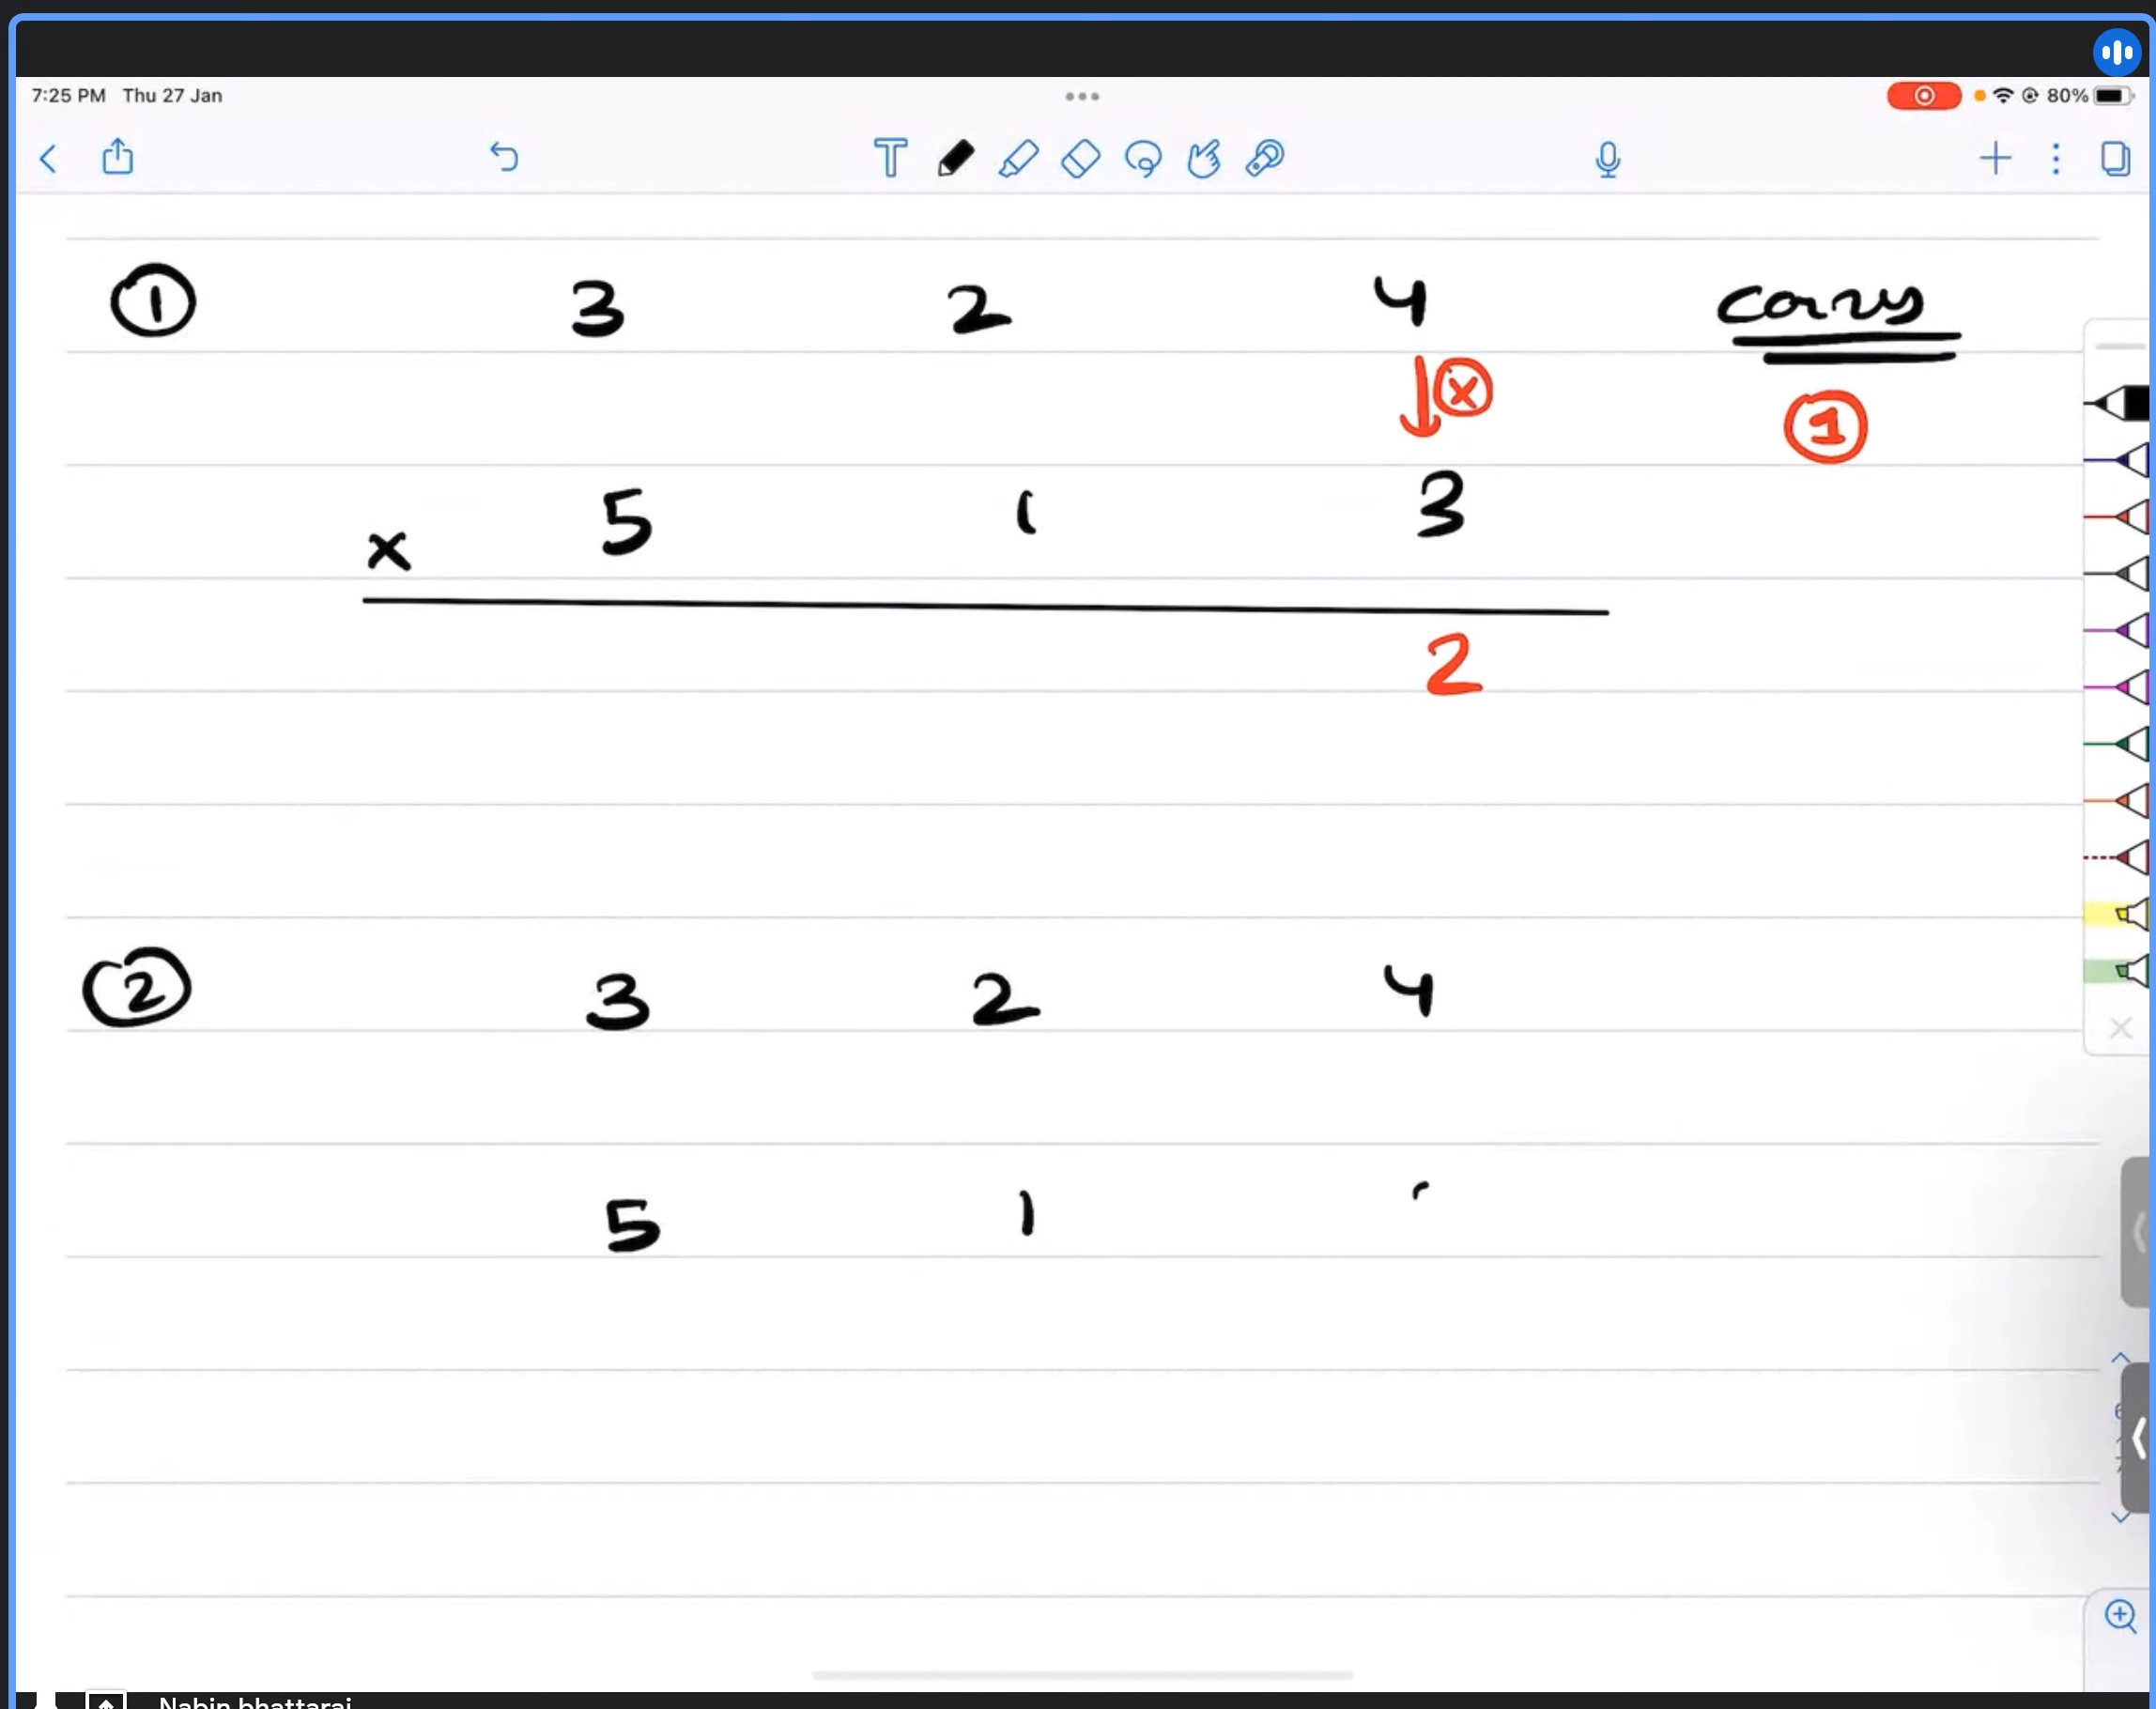 7:25 PM Thu 27 Jan
80%
① 3 2 4 carry
↓ⓧ
①
x 5 1 3
2
② 3 2 4
5 1
Nabin bhattarai